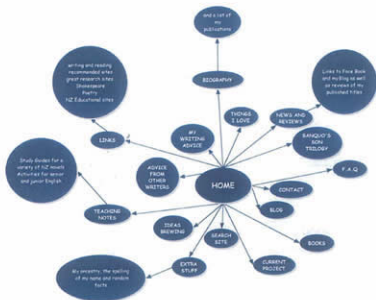 and a list of
my
publications
writing and reading
recommended sites
great research sites
Shakespeare
Poetry
NZ Educational sites
BIOGRAPHY
Links to Face Book
and my Blog as well
as reviews of my
published titles
THINGS
I LOVE
NEWS AND
REVIEWS
LINKS
MY
WRITING
ADVICE
BANQUO'S
SON
TRILOGY
Study Guides for a
variety of NZ novels
Activities for senior
and junior English
ADVICE
FROM
OTHER
WRITERS
HOME
F.A.Q
CONTACT
TEACHING
NOTES
BLOG
IDEAS
BREWING
SEARCH
SITE
BOOKS
My ancestry, the spelling
of my name and random
facts
EXTRA
STUFF
CURRENT
PROJECT